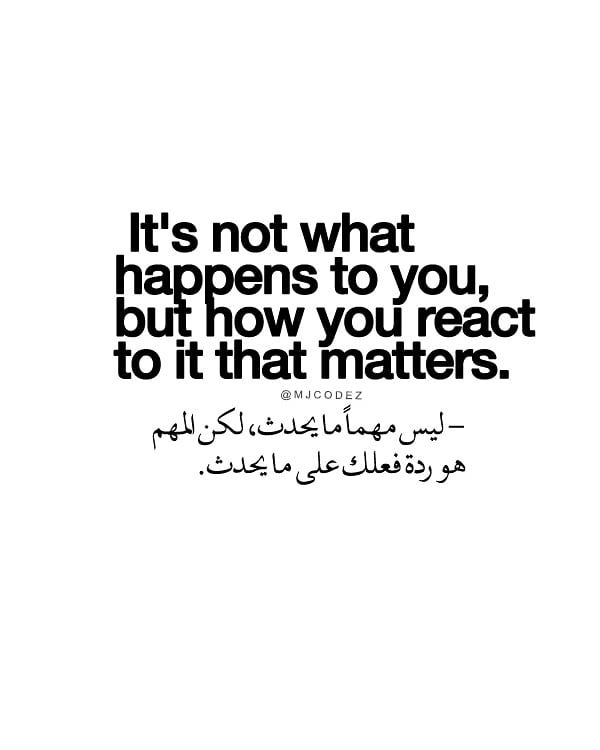 It's not what
happens to you,
but how you react
to it that matters.
@MJCODEZ
– ليس مهماً ما يحدث، لكن المهم
هو ردة فعلك على ما يحدث.